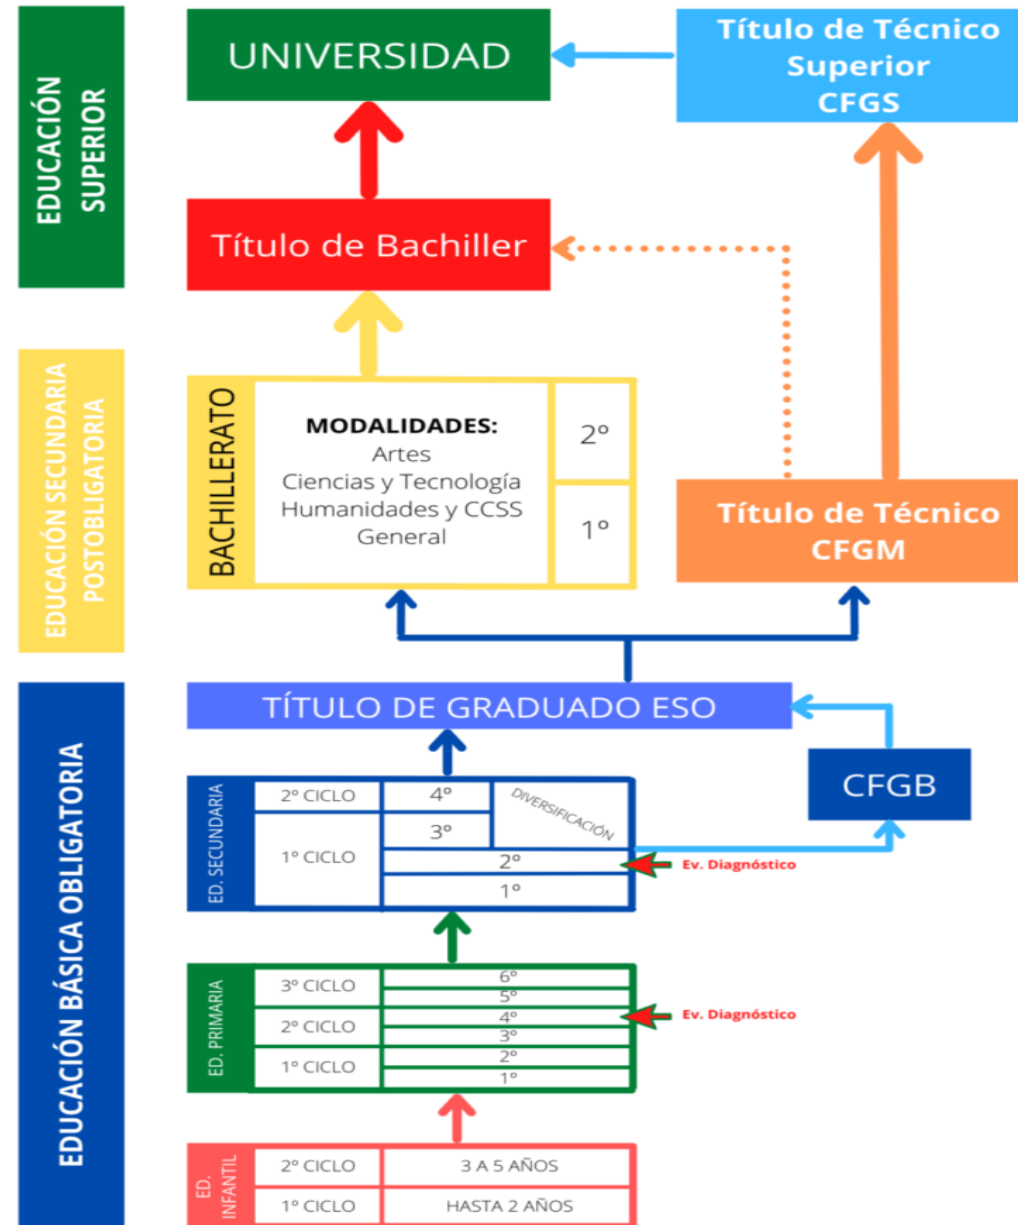 EDUCACIÓN
SUPERIOR
UNIVERSIDAD
Título de Técnico
Superior
CFGS
Título de Bachiller
EDUCACIÓN SECUNDARIA
POSTOBLIGATORIA
BACHILLERATO
MODALIDADES:
Artes
Ciencias y Tecnología
Humanidades y CCSS
General
2º
1º
Título de Técnico
CFGM
EDUCACIÓN BÁSICA OBLIGATORIA
TÍTULO DE GRADUADO ESO
CFGB
ED. SECUNDARIA
2º CICLO
4º
DIVERSIFICACIÓN
1º CICLO
3º
2º
Ev. Diagnóstico
1º
ED. PRIMARIA
3º CICLO
6º
5º
2º CICLO
4º
Ev. Diagnóstico
3º
1º CICLO
2º
1º
ED.
INFANTIL
2º CICLO
3 A 5 AÑOS
1º CICLO
HASTA 2 AÑOS